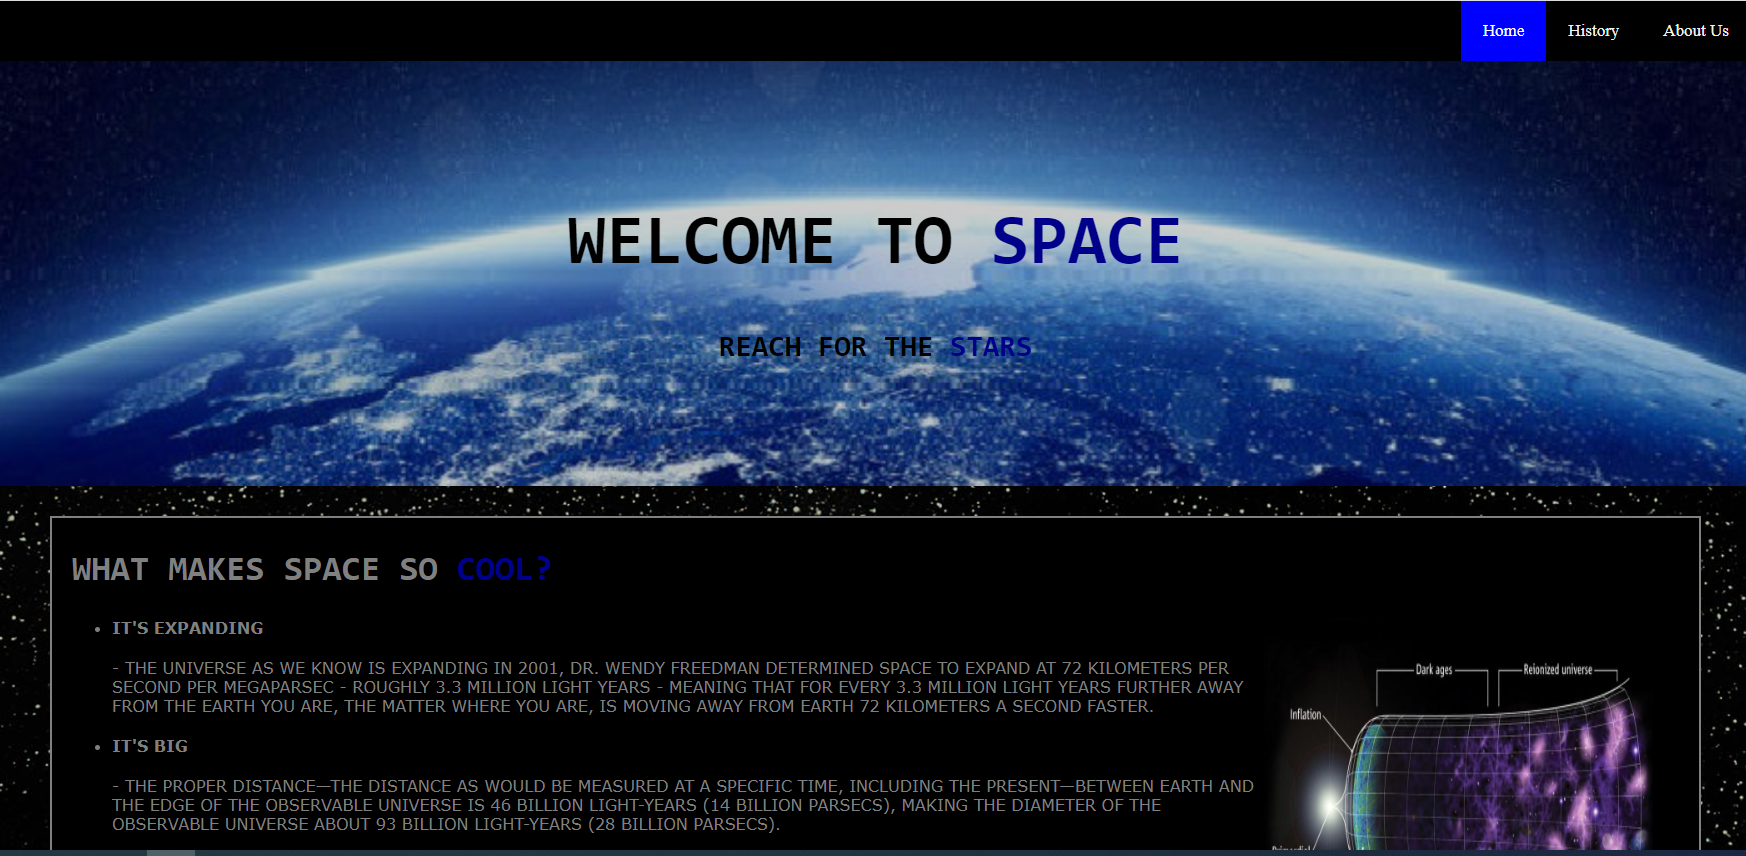 Home History About Us
WELCOME TO SPACE
REACH FOR THE STARS
WHAT MAKES SPACE SO COOL?
• IT'S EXPANDING
- THE UNIVERSE AS WE KNOW IS EXPANDING IN 2001, DR. WENDY FREEDMAN DETERMINED SPACE TO EXPAND AT 72 KILOMETERS PER
SECOND PER MEGAPARSEC - ROUGHLY 3.3 MILLION LIGHT YEARS - MEANING THAT FOR EVERY 3.3 MILLION LIGHT YEARS FURTHER AWAY
FROM THE EARTH YOU ARE, THE MATTER WHERE YOU ARE, IS MOVING AWAY FROM EARTH 72 KILOMETERS A SECOND FASTER.
• IT'S BIG
- THE PROPER DISTANCE—THE DISTANCE AS WOULD BE MEASURED AT A SPECIFIC TIME, INCLUDING THE PRESENT—BETWEEN EARTH AND
THE EDGE OF THE OBSERVABLE UNIVERSE IS 46 BILLION LIGHT-YEARS (14 BILLION PARSECS), MAKING THE DIAMETER OF THE
OBSERVABLE UNIVERSE ABOUT 93 BILLION LIGHT-YEARS (28 BILLION PARSECS).
Dark ages
Reionized universe
Inflation